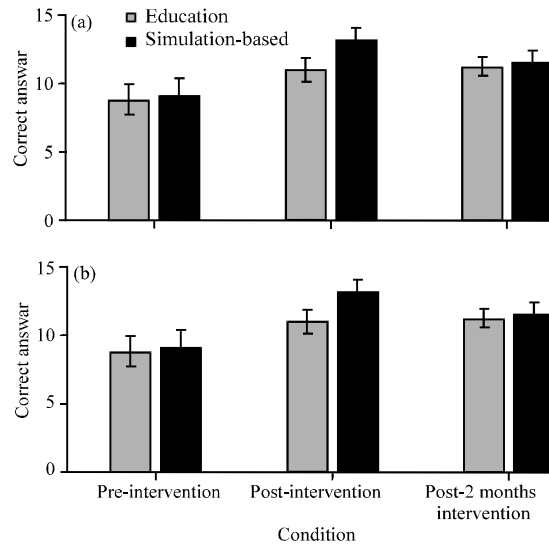 (a)
Education
Simulation-based
15
10
5
0
Correct answar
(b)
15
10
5
0
Correct answar
Pre-intervention
Post-intervention
Post-2 months
intervention
Condition